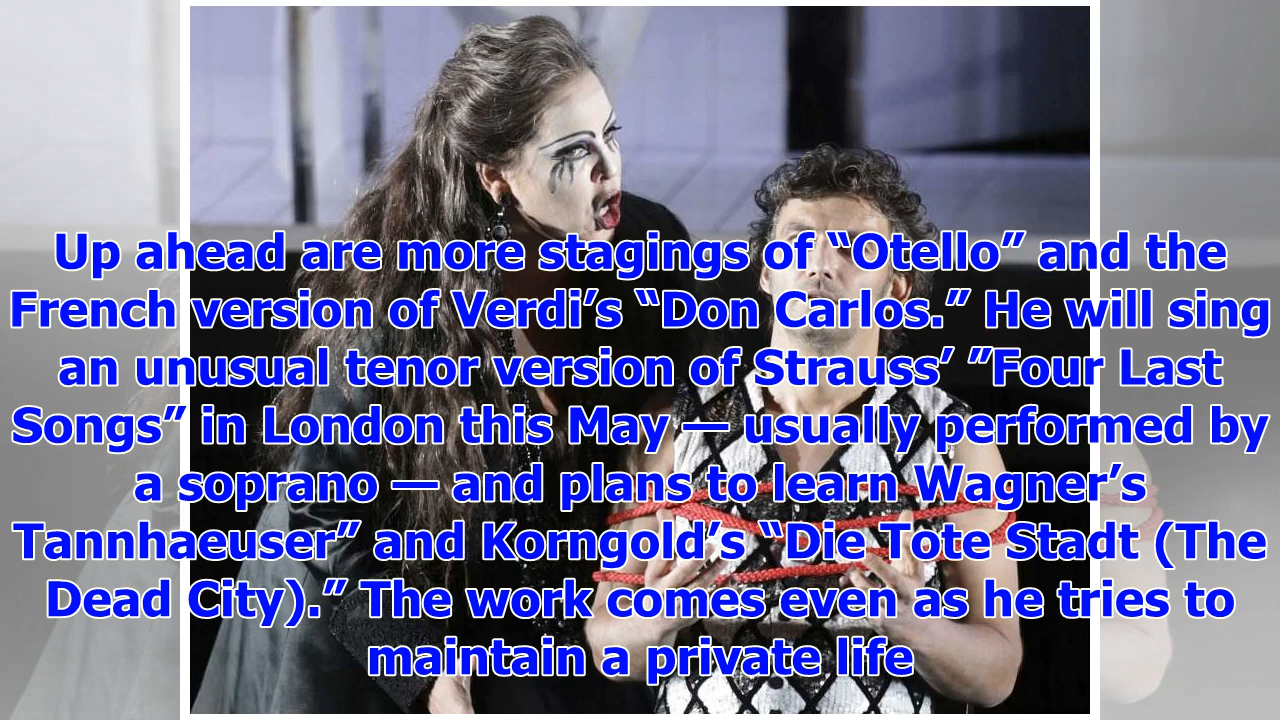 Up ahead are more stagings of “Otello” and the
French version of Verdi’s “Don Carlos.” He will sing
an unusual tenor version of Strauss’ ”Four Last
Songs” in London this May — usually performed by
a soprano — and plans to learn Wagner’s
Tannhaeuser” and Korngold’s “Die Tote Stadt (The
Dead City).” The work comes even as he tries to
maintain a private life